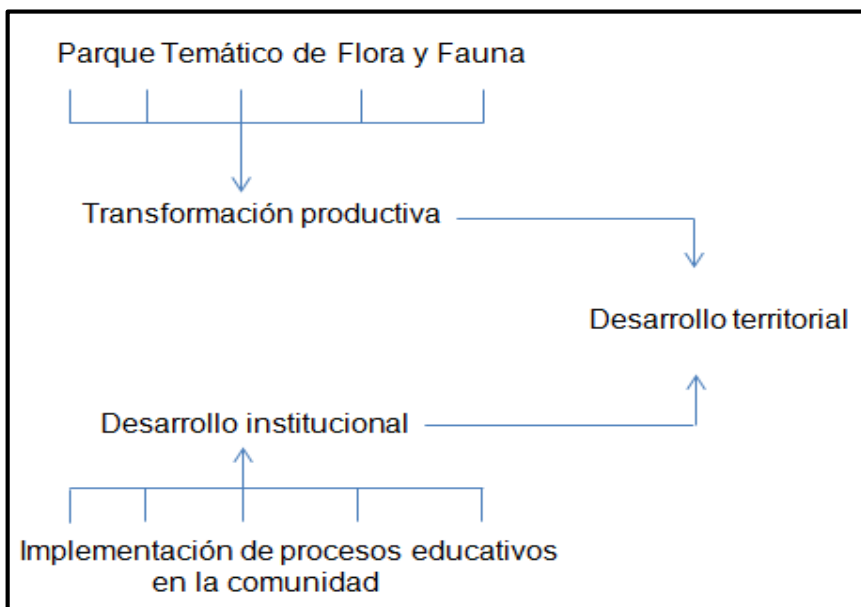 Parque Temático de Flora y Fauna
Transformación productiva
Desarrollo territorial
Desarrollo institucional
Implementación de procesos educativos
en la comunidad